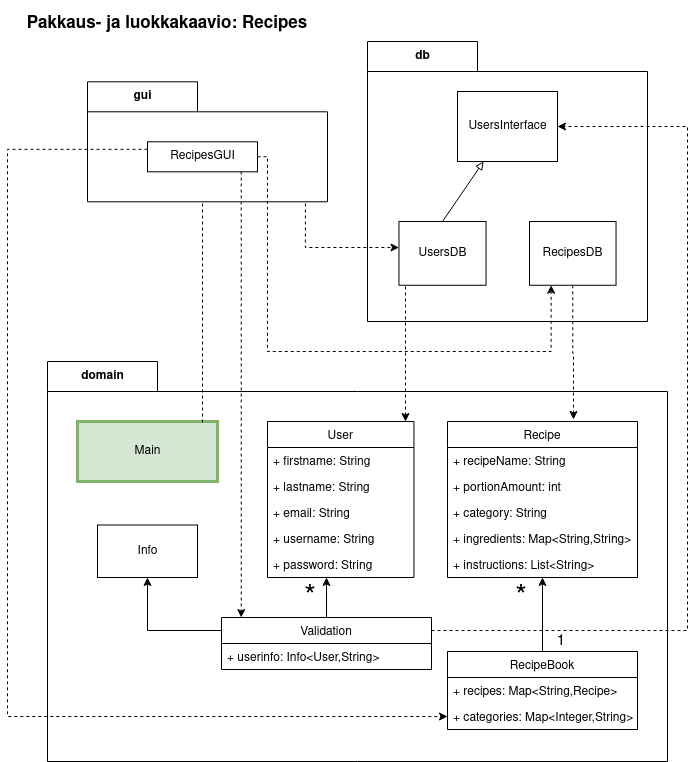 Pakkaus- ja luokkakaavio: Recipes
db
gui
UsersInterface
RecipesGUI
UsersDB
RecipesDB
domain
Main
User
+ firstname: String
+ lastname: String
+ email: String
+ username: String
+ password: String
Recipe
+ recipeName: String
+ portionAmount: int
+ category: String
+ ingredients: Map<String,String>
+ instructions: List<String>
Info
*
*
Validation
+ userinfo: Info<User,String>
1
RecipeBook
+ recipes: Map<String,Recipe>
+ categories: Map<Integer,String>